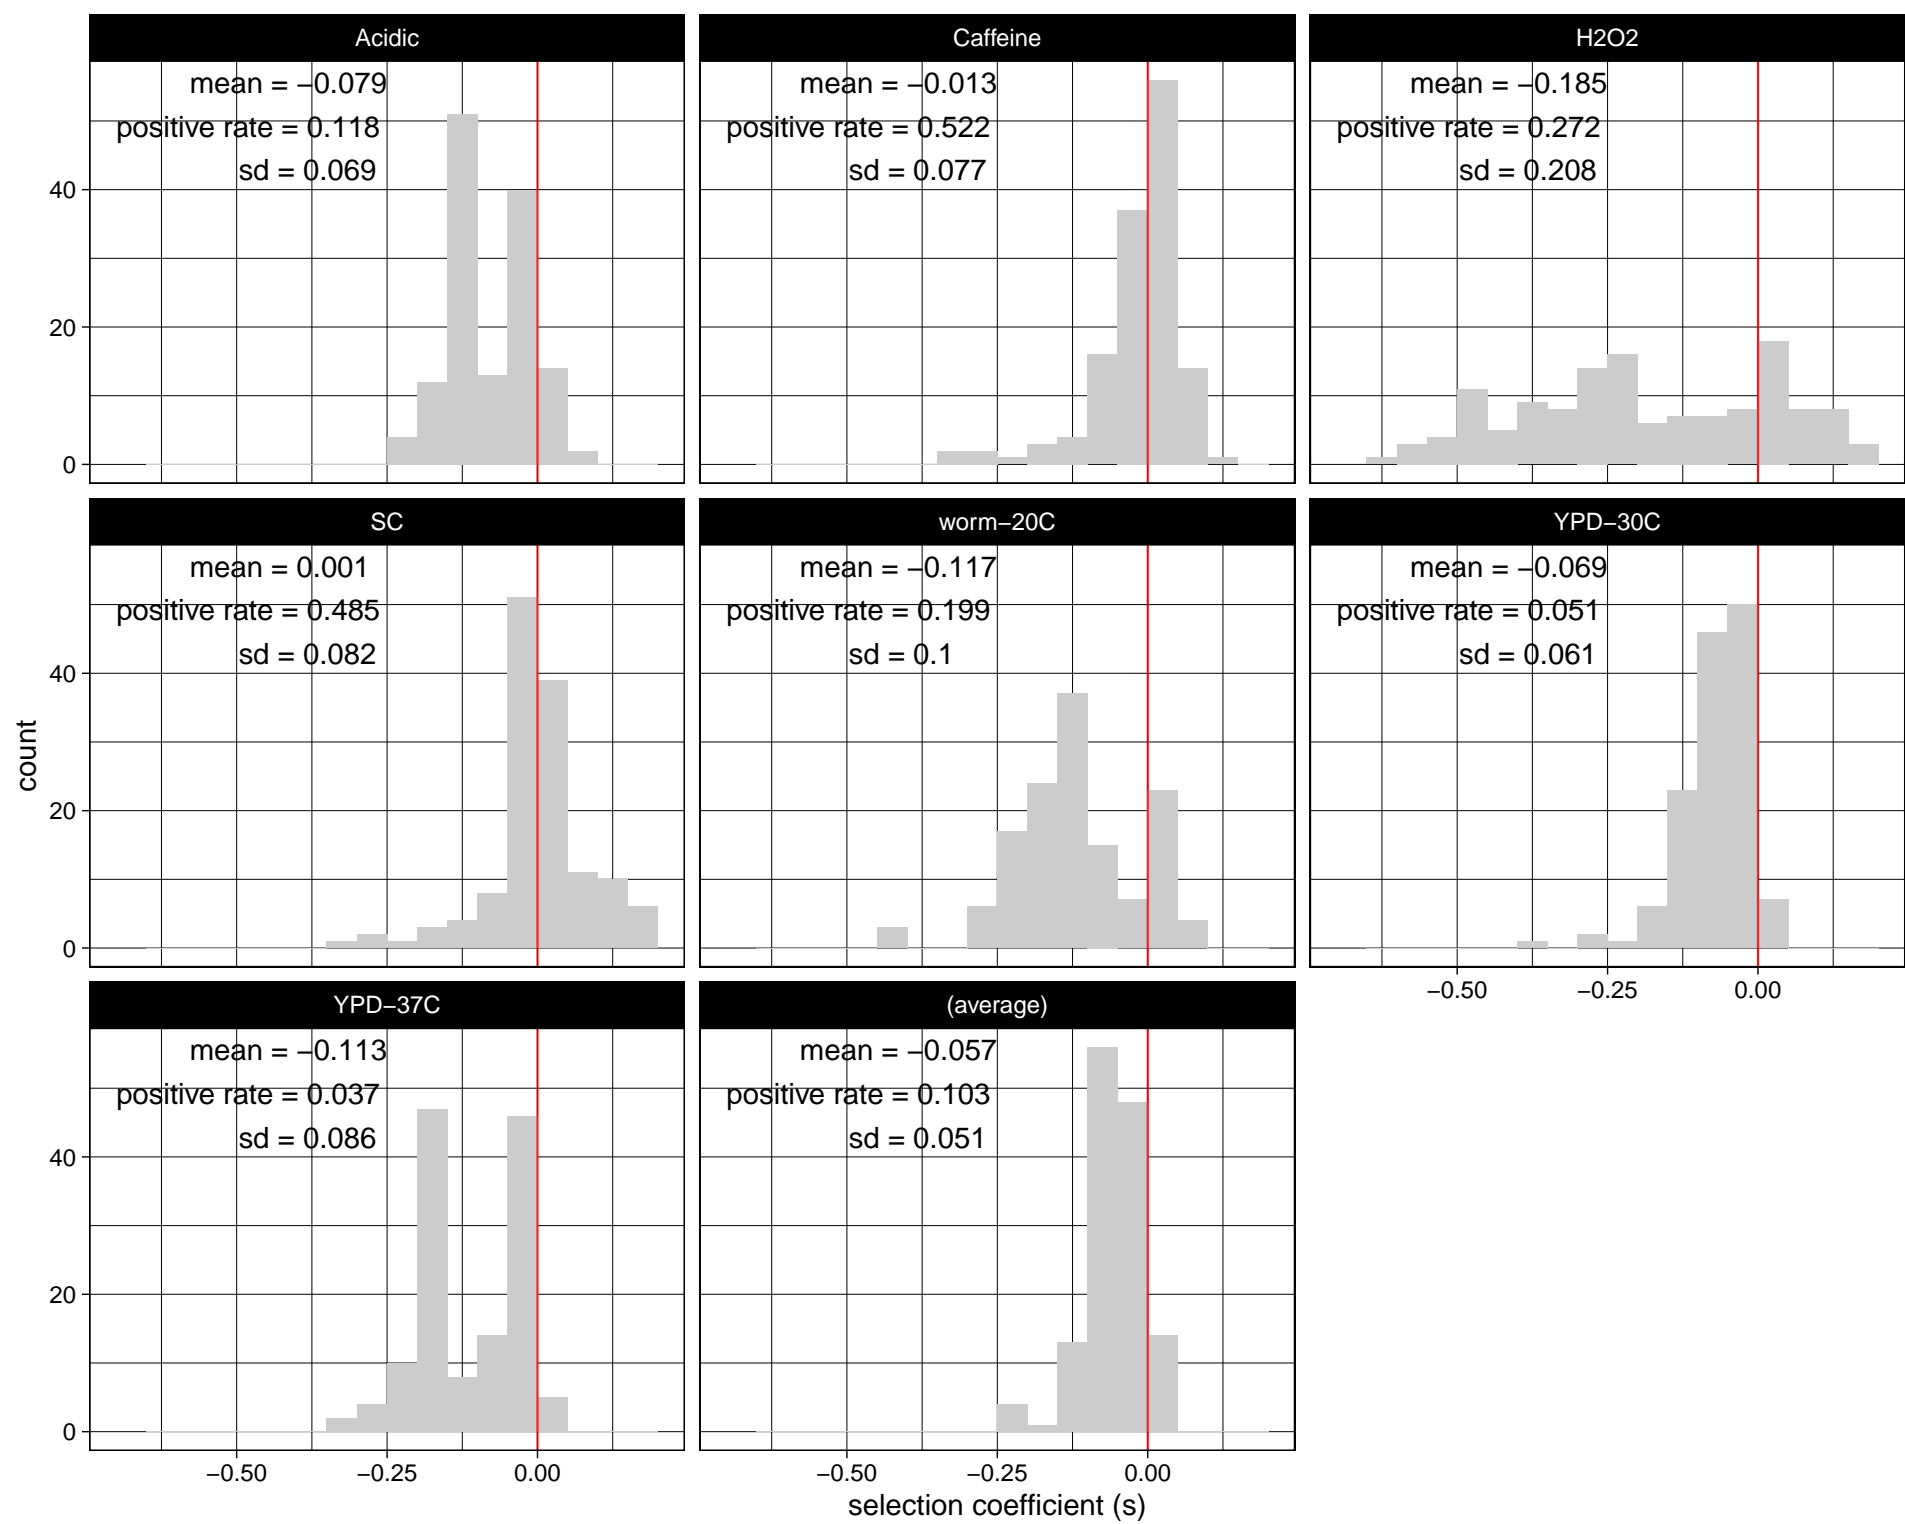 Acidic
mean = −0.079
positive rate = 0.118
sd = 0.069
Caffeine
mean = −0.013
positive rate = 0.522
sd = 0.077
H2O2
mean = −0.185
positive rate = 0.272
sd = 0.208
40
20
0
SC
mean = 0.001
positive rate = 0.485
sd = 0.082
worm−20C
mean = −0.117
positive rate = 0.199
sd = 0.1
YPD−30C
mean = −0.069
positive rate = 0.051
sd = 0.061
40
20
0
count
−0.50 −0.25 0.00
YPD−37C
mean = −0.113
positive rate = 0.037
sd = 0.086
(average)
mean = −0.057
positive rate = 0.103
sd = 0.051
40
20
0
−0.50 −0.25 0.00
−0.50 −0.25 0.00
selection coefficient (s)